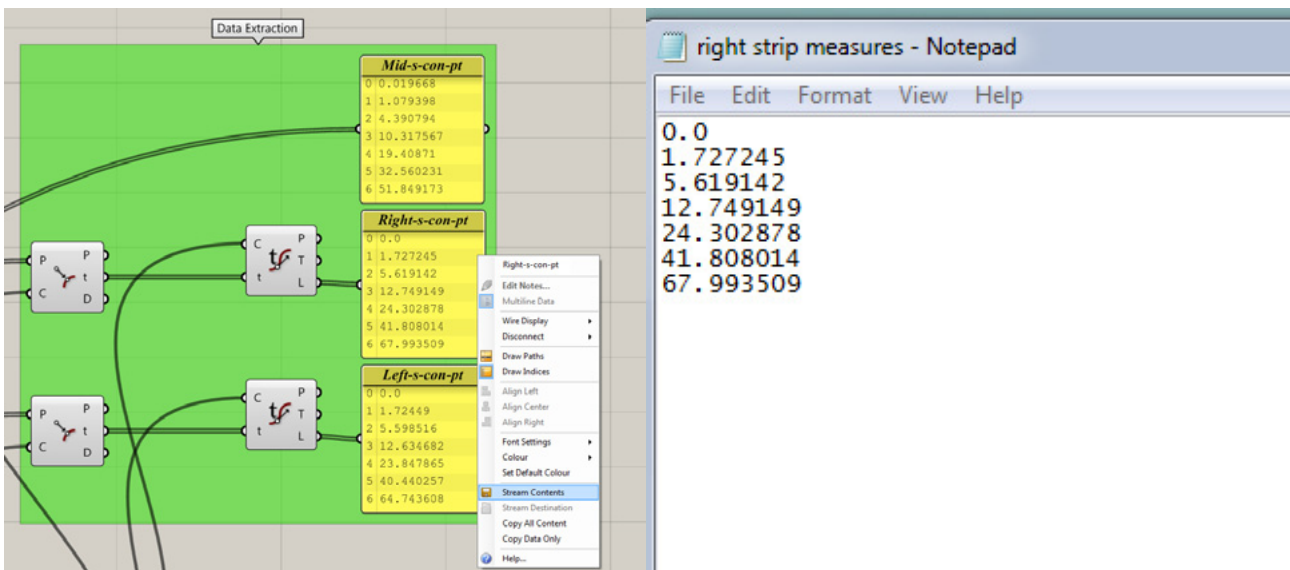 Data Extraction
Mid-s-con-pt
0 0.019668
1 1.079398
2 4.390794
3 10.317567
4 19.40871
5 32.560231
6 51.849173
P
C
P
t
D
C
t
P
T
L
Right-s-con-pt
0 0.0
1 1.727245
2 5.619142
3 12.749149
4 24.302878
5 41.808014
6 67.993509
P
C
P
t
D
C
t
P
T
L
Left-s-con-pt
0 0.0
1 1.72449
2 5.598516
3 12.634682
4 23.847865
5 40.440257
6 64.743608
Right-s-con-pt
Edit Notes...
Multiline Data
Wire Display
Disconnect
Draw Paths
Draw Indices
Align Left
Align Center
Align Right
Font Settings
Colour
Set Default Colour
Stream Contents
Stream Destination
Copy All Content
Copy Data Only
Help...
right strip measures - Notepad
File Edit Format View Help
0.0
1.727245
5.619142
12.749149
24.302878
41.808014
67.993509